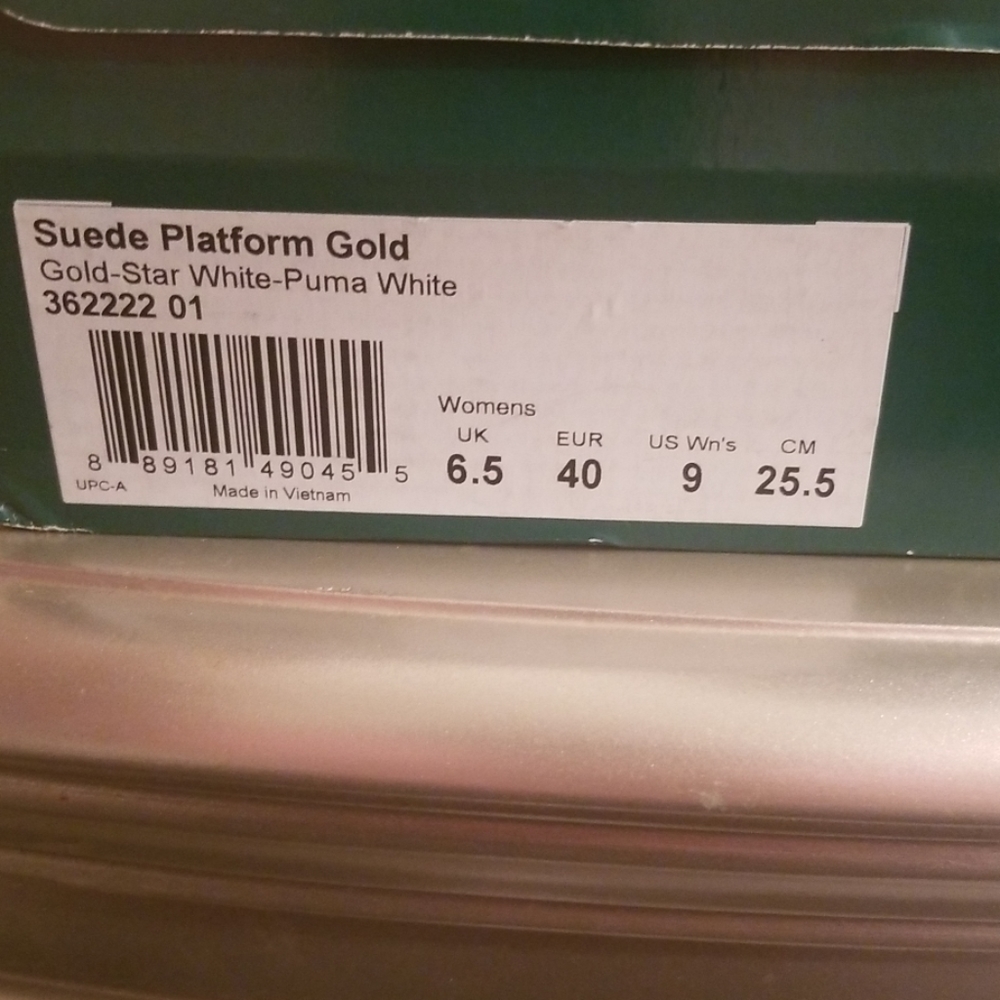 Suede Platform Gold
Gold-Star White-Puma White
362222 01
8 89181 49045 5
UPC-A
Made in Vietnam
Womens
UK EUR US Wn's CM
6.5 40 9 25.5